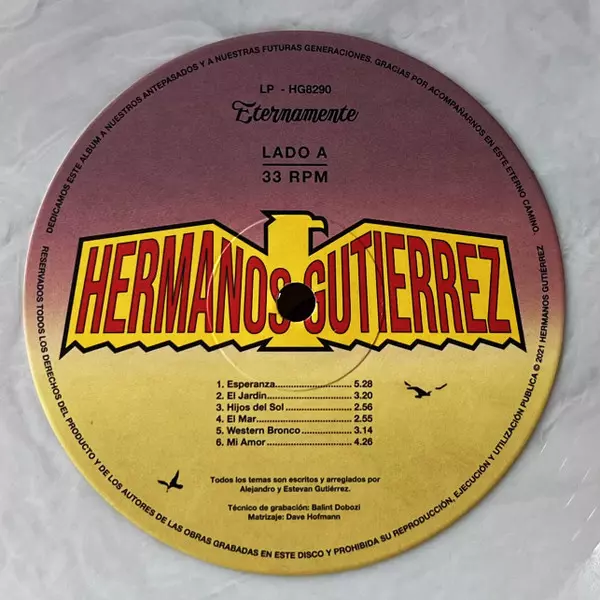 DEDICAMOS ESTE ALBUM A NUESTROS ANTEPASADOS Y A NUESTRAS FUTURAS GENERACIONES. GRACIAS POR ACOMPAÑARNOS EN ESTE ETERNO CAMINO.
LP - HG8290
Eternamente
LADO A
33 RPM
HERMANOS GUTIERREZ
1. Esperanza..........................5.28
2. El Jardin............................3.20
3. Hijos del Sol.....................2.56
4. El Mar...............................2.55
5. Western Bronco...............3.14
6. Mi Amor............................4.26
Todos los temas son escritos y arreglados por
Alejandro y Estevan Gutiérrez.
Técnico de grabación: Balint Dobozi
Matrizaje: Dave Hofmann
RESERVADOS TODOS LOS DERECHOS DEL PRODUCTO Y DE LOS AUTORES DE LAS OBRAS GRABADAS EN ESTE DISCO Y PROHIBIDA SU REPRODUCCIÓN, EJECUCIÓN Y UTILIZACIÓN PUBLICA © 2021 HERMANOS GUTIÉRREZ